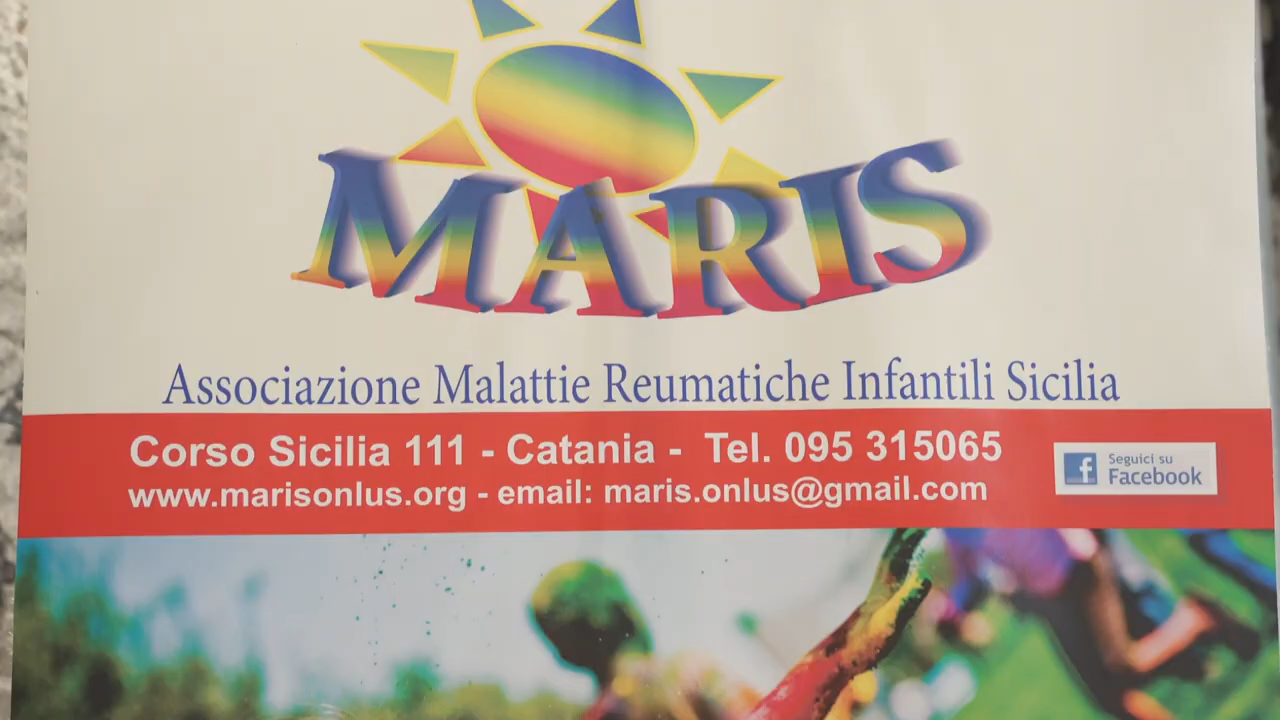 MARIS
Associazione Malattie Reumatiche Infantili Sicilia
Corso Sicilia 111 - Catania - Tel. 095 315065
www.marisonlus.org - email: maris.onlus@gmail.com
f Seguici su
Facebook